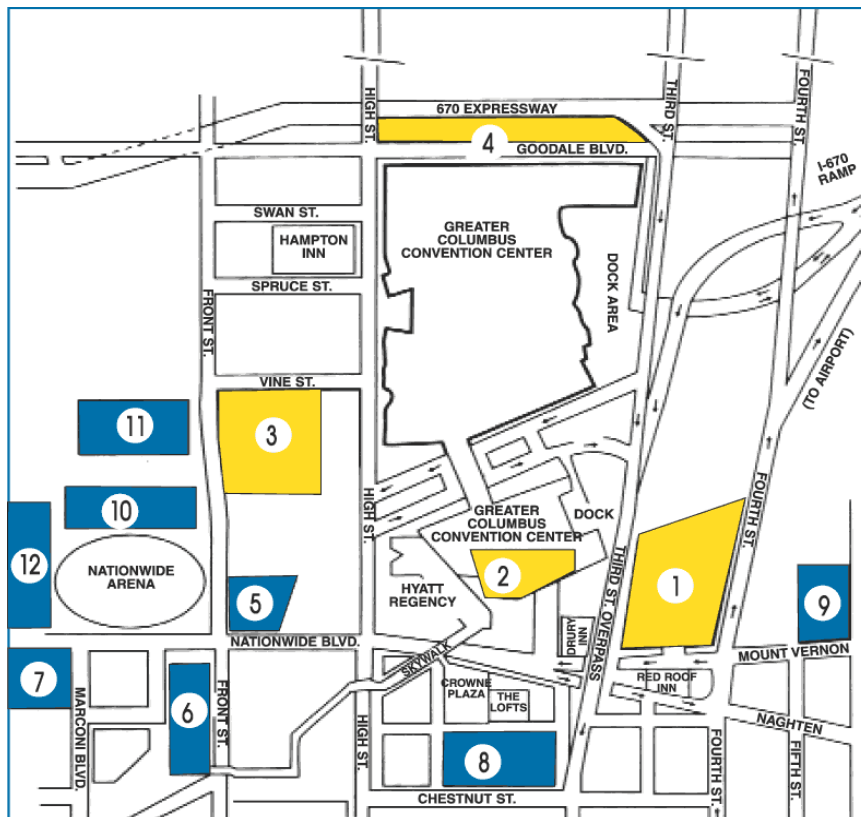 670 EXPRESSWAY
HIGH ST.
THIRD ST.
FOURTH ST.
4
GOODALE BLVD.
I-670
RAMP
SWAN ST.
HAMPTON
INN
GREATER
COLUMBUS
CONVENTION CENTER
SPRUCE ST.
FRONT ST.
DOCK AREA
(TO AIRPORT)
VINE ST.
11
3
HIGH ST.
FOURTH ST.
10
GREATER
COLUMBUS
CONVENTION CENTER
DOCK
12
NATIONWIDE
ARENA
5
HYATT
REGENCY
2
THIRD ST. OVERPASS
1
9
NATIONWIDE BLVD.
SKYWALK
DRURY
INN
MOUNT VERNON
7
MARCONI BLVD.
6
FRONT ST.
HIGH ST.
CROWNE
PLAZA
THE
LOFTS
RED ROOF
INN
NAGHTEN
8
CHESTNUT ST.
FOURTH ST.
FIFTH ST.